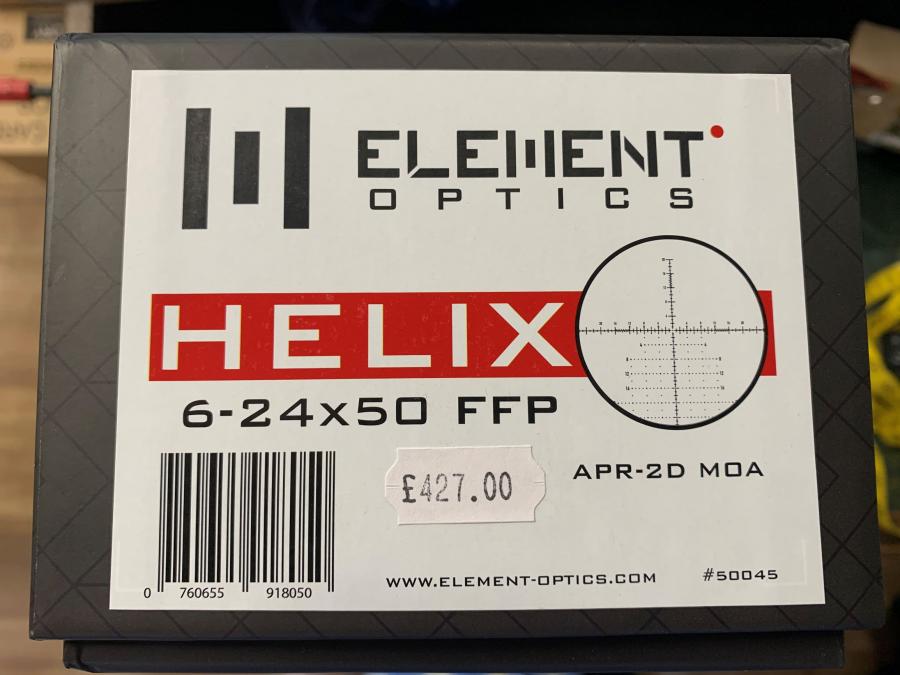 ELEMENT
OPTICS
HELIX
6-24x50 FFP
£427.00
APR-2D MOA
0 760655 918050
WWW.ELEMENT-OPTICS.COM
#50045